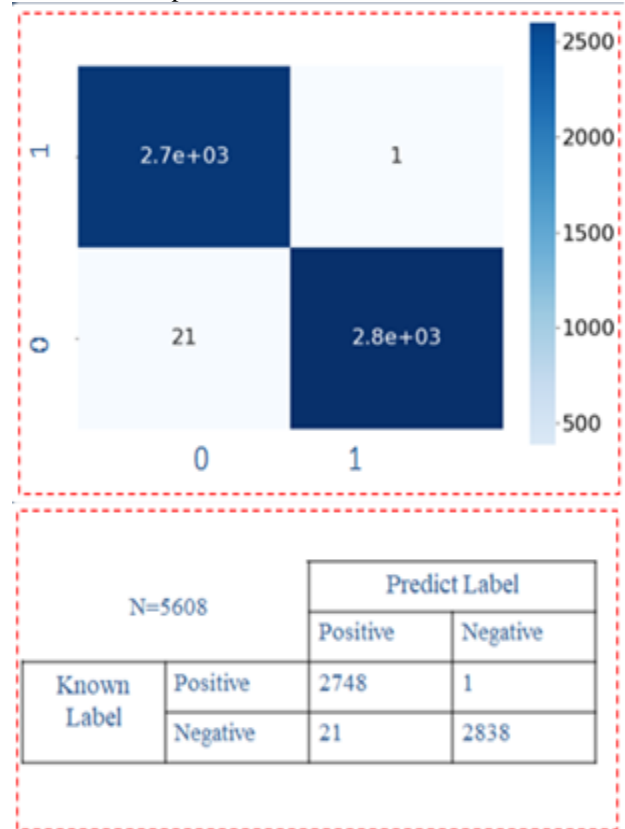 2500
2.7e+03 1
2000
1
1500
21 2.8e+03
1000
0
500
0 1
Predict Label
N=5608
Positive Negative
Known Label Positive 2748 1
Negative 21 2838